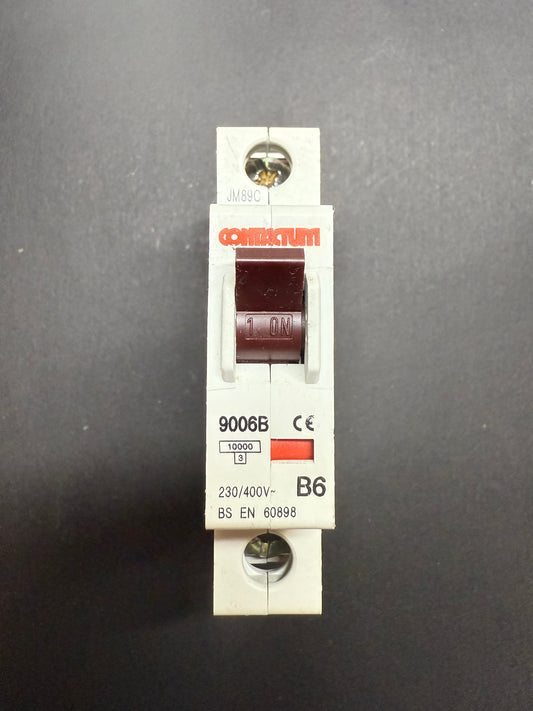 JM89C
CONTACTUM
1 ON
9006B CE
10000
3
230/400V~ B6
BS EN 60898